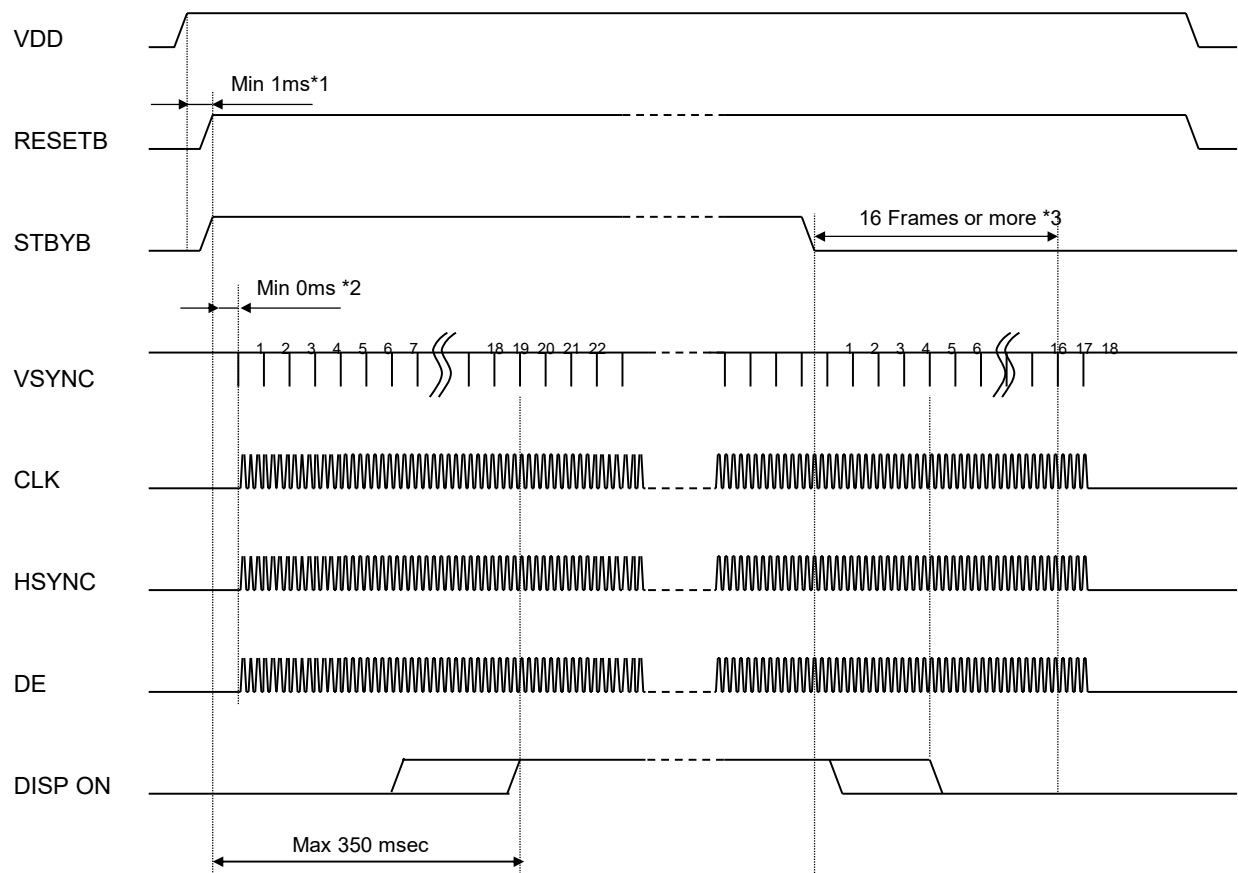 VDD
Min 1ms*1
RESETB
STBYB
16 Frames or more *3
Min 0ms *2
VSYNC
1 2 3 4 5 6 7 18 19 20 21 22 1 2 3 4 5 6 16 17 18
CLK
HSYNC
DE
DISP ON
Max 350 msec